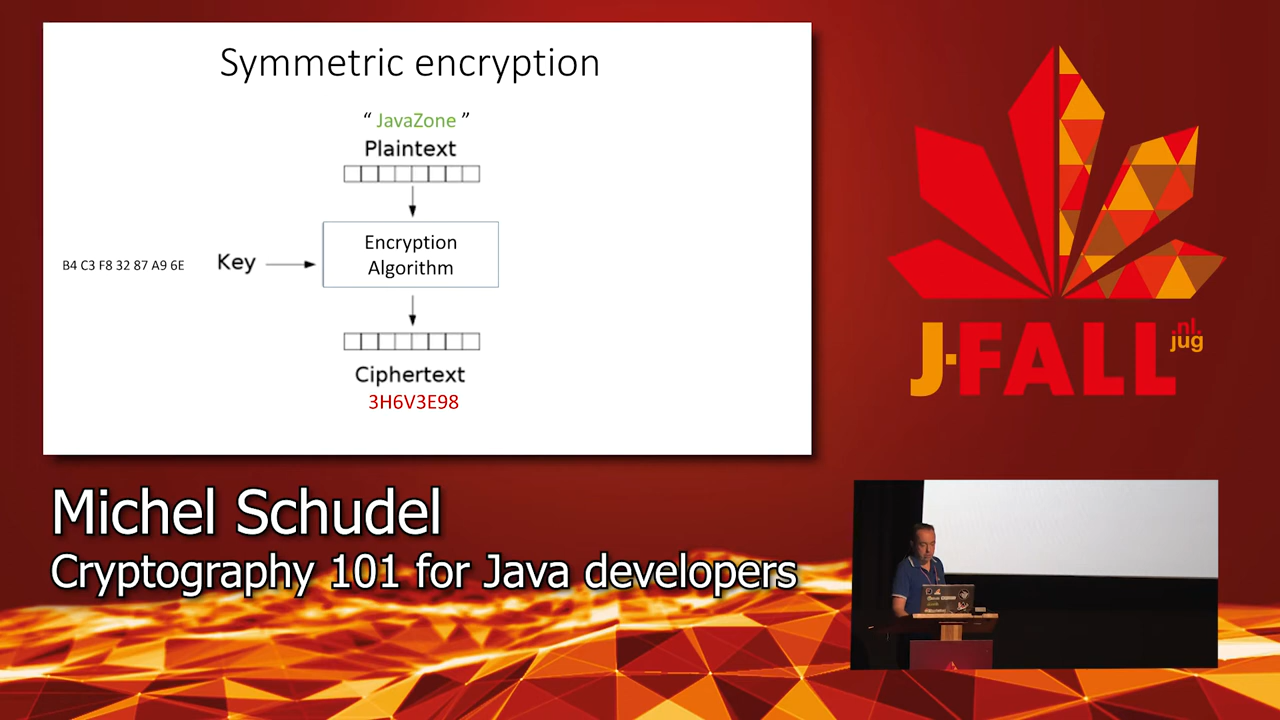 Symmetric encryption
“ JavaZone ”
Plaintext
Encryption
Algorithm
B4 C3 F8 32 87 A9 6E
Key
Ciphertext
3H6V3E98
J-FALL
nl.
jug
Michel Schudel
Cryptography 101 for Java developers